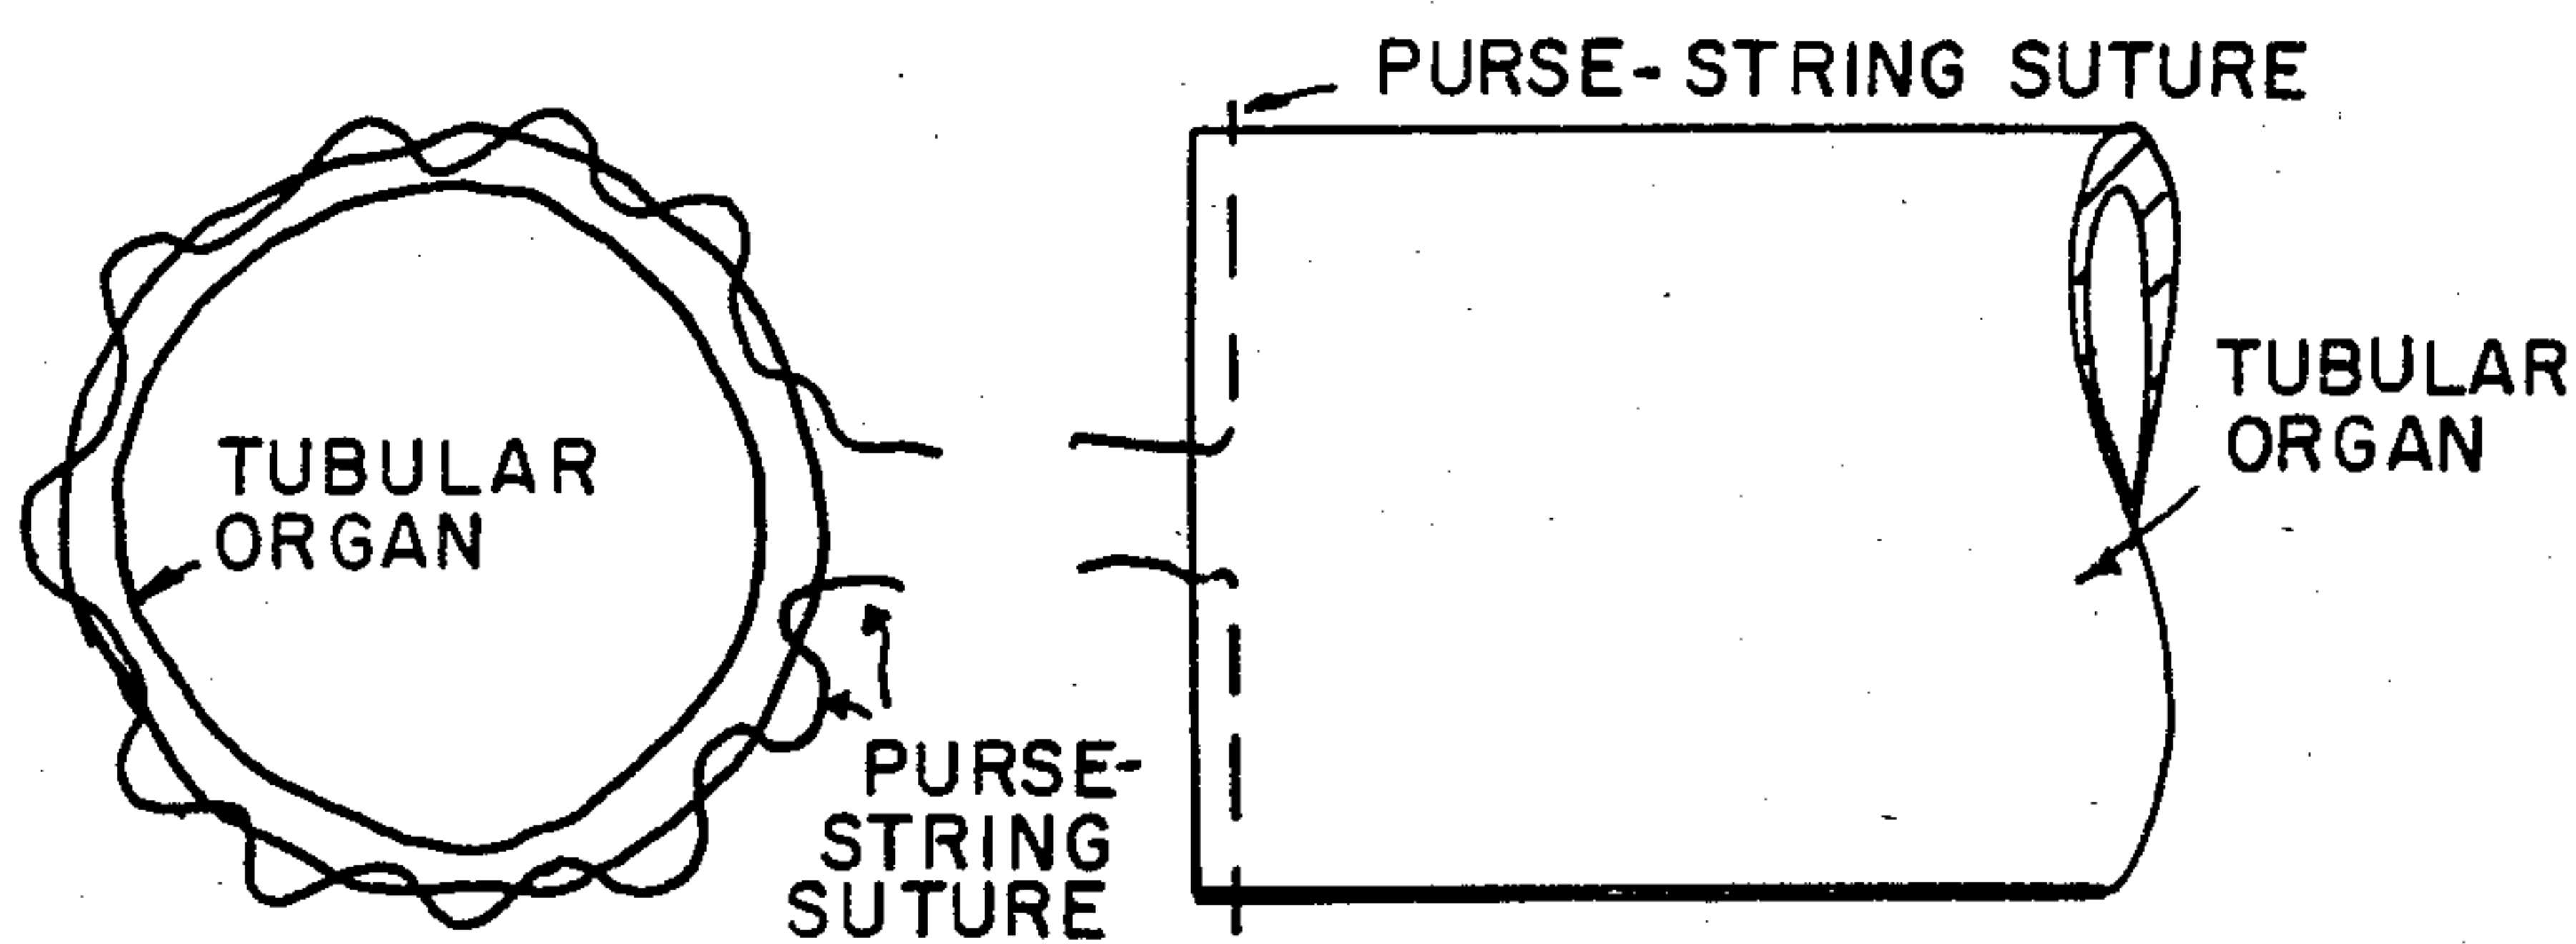 PURSE-STRING SUTURE
TUBULAR
ORGAN
TUBULAR
ORGAN
PURSE-
STRING
SUTURE